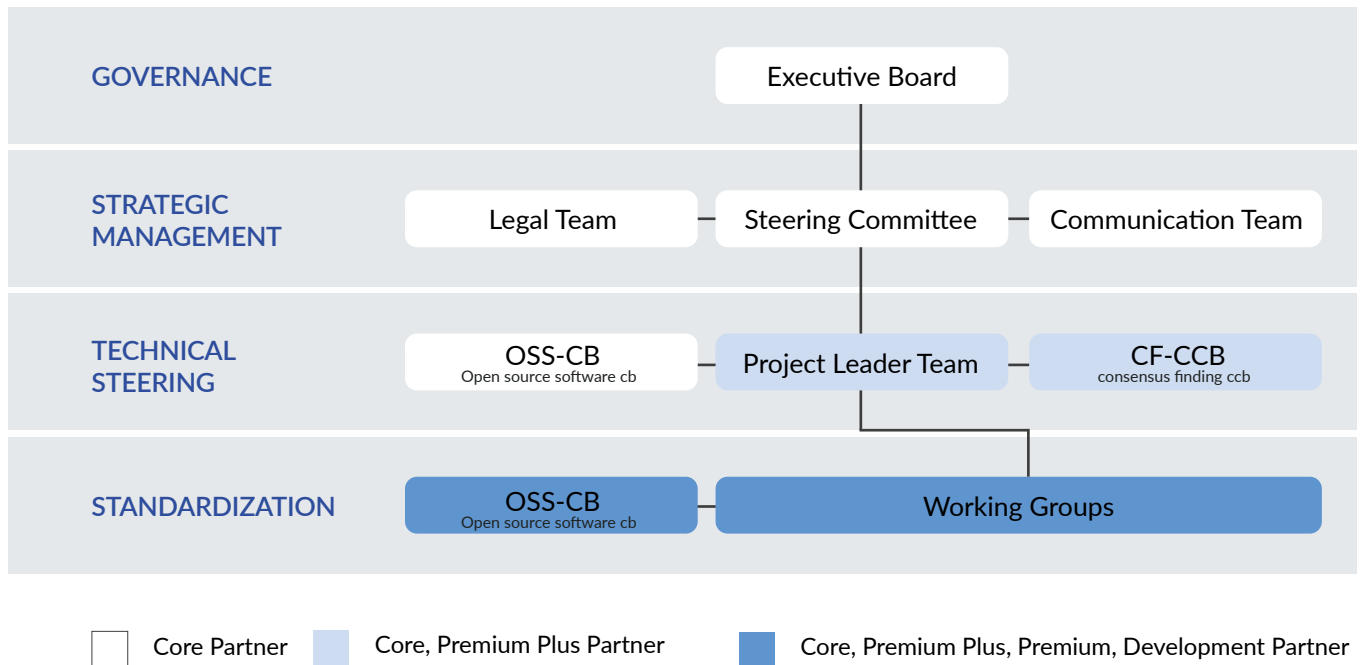 GOVERNANCE
Executive Board
STRATEGIC
MANAGEMENT
Legal Team
Steering Committee
Communication Team
TECHNICAL
STEERING
OSS-CB
Open source software cb
Project Leader Team
CF-CCB
consensus finding ccb
STANDARDIZATION
OSS-CB
Open source software cb
Working Groups
Core Partner
Core, Premium Plus Partner
Core, Premium Plus, Premium, Development Partner